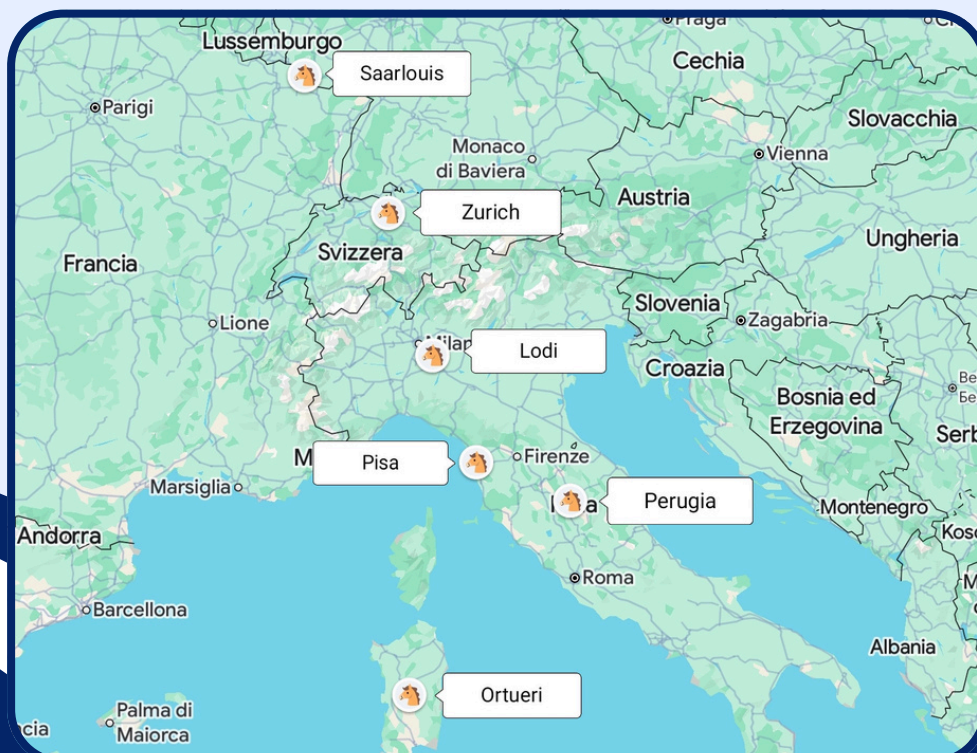 Praga
Lussemburgo
Cechia
Saarlouis
Parigi
Slovacchia
Monaco
di Baviera
Vienna
Austria
Zurich
Ungheria
Svizzera
Francia
Slovenia
Lione
Zagabria
Milan
Lodi
Croazia
Bosnia ed
Erzegovina
Pisa
Firenze
Marsiglia
Perugia
Montenegro
Andorra
Roma
Barcellona
Albania
Ortueri
Palma di
Maiorca